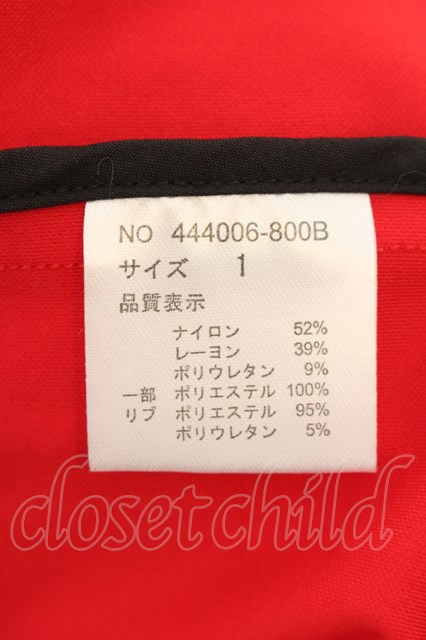 NO 444006-800B
サイズ 1
品質表示
ナイロン 52%
レーヨン 39%
ポリウレタン 9%
一部 ポリエステル 100%
リブ ポリエステル 95%
ポリウレタン 5%
closetchild